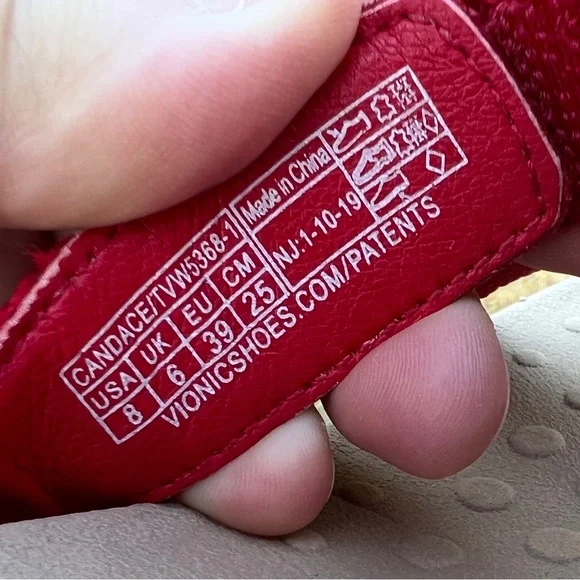 CANDACE/TVW5368-1
USA UK EU CM
8 6 39 25
Made in China
NJ:1-10-19
VIONICSHOES.COM/PATENTS